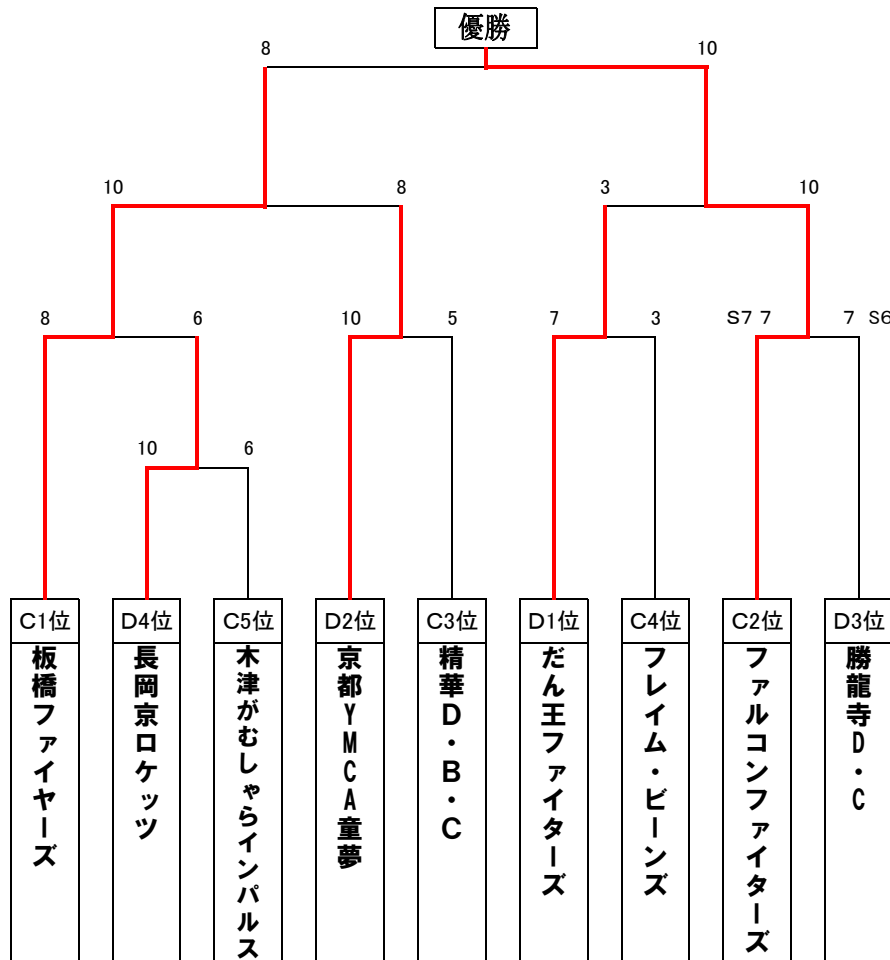 優勝
8
10
10
8
3
10
8
6
10
5
7
3
S7 7
7 S6
10
6
C1位
D4位
C5位
D2位
C3位
D1位
C4位
C2位
D3位
板橋ファイヤーズ
長岡京ロケッツ
木津がむしゃらインパルス
京都YMCA童夢
精華D・B・C
だん王ファイターズ
フレイム・ビーンズ
ファルコンファイターズ
勝龍寺D・C